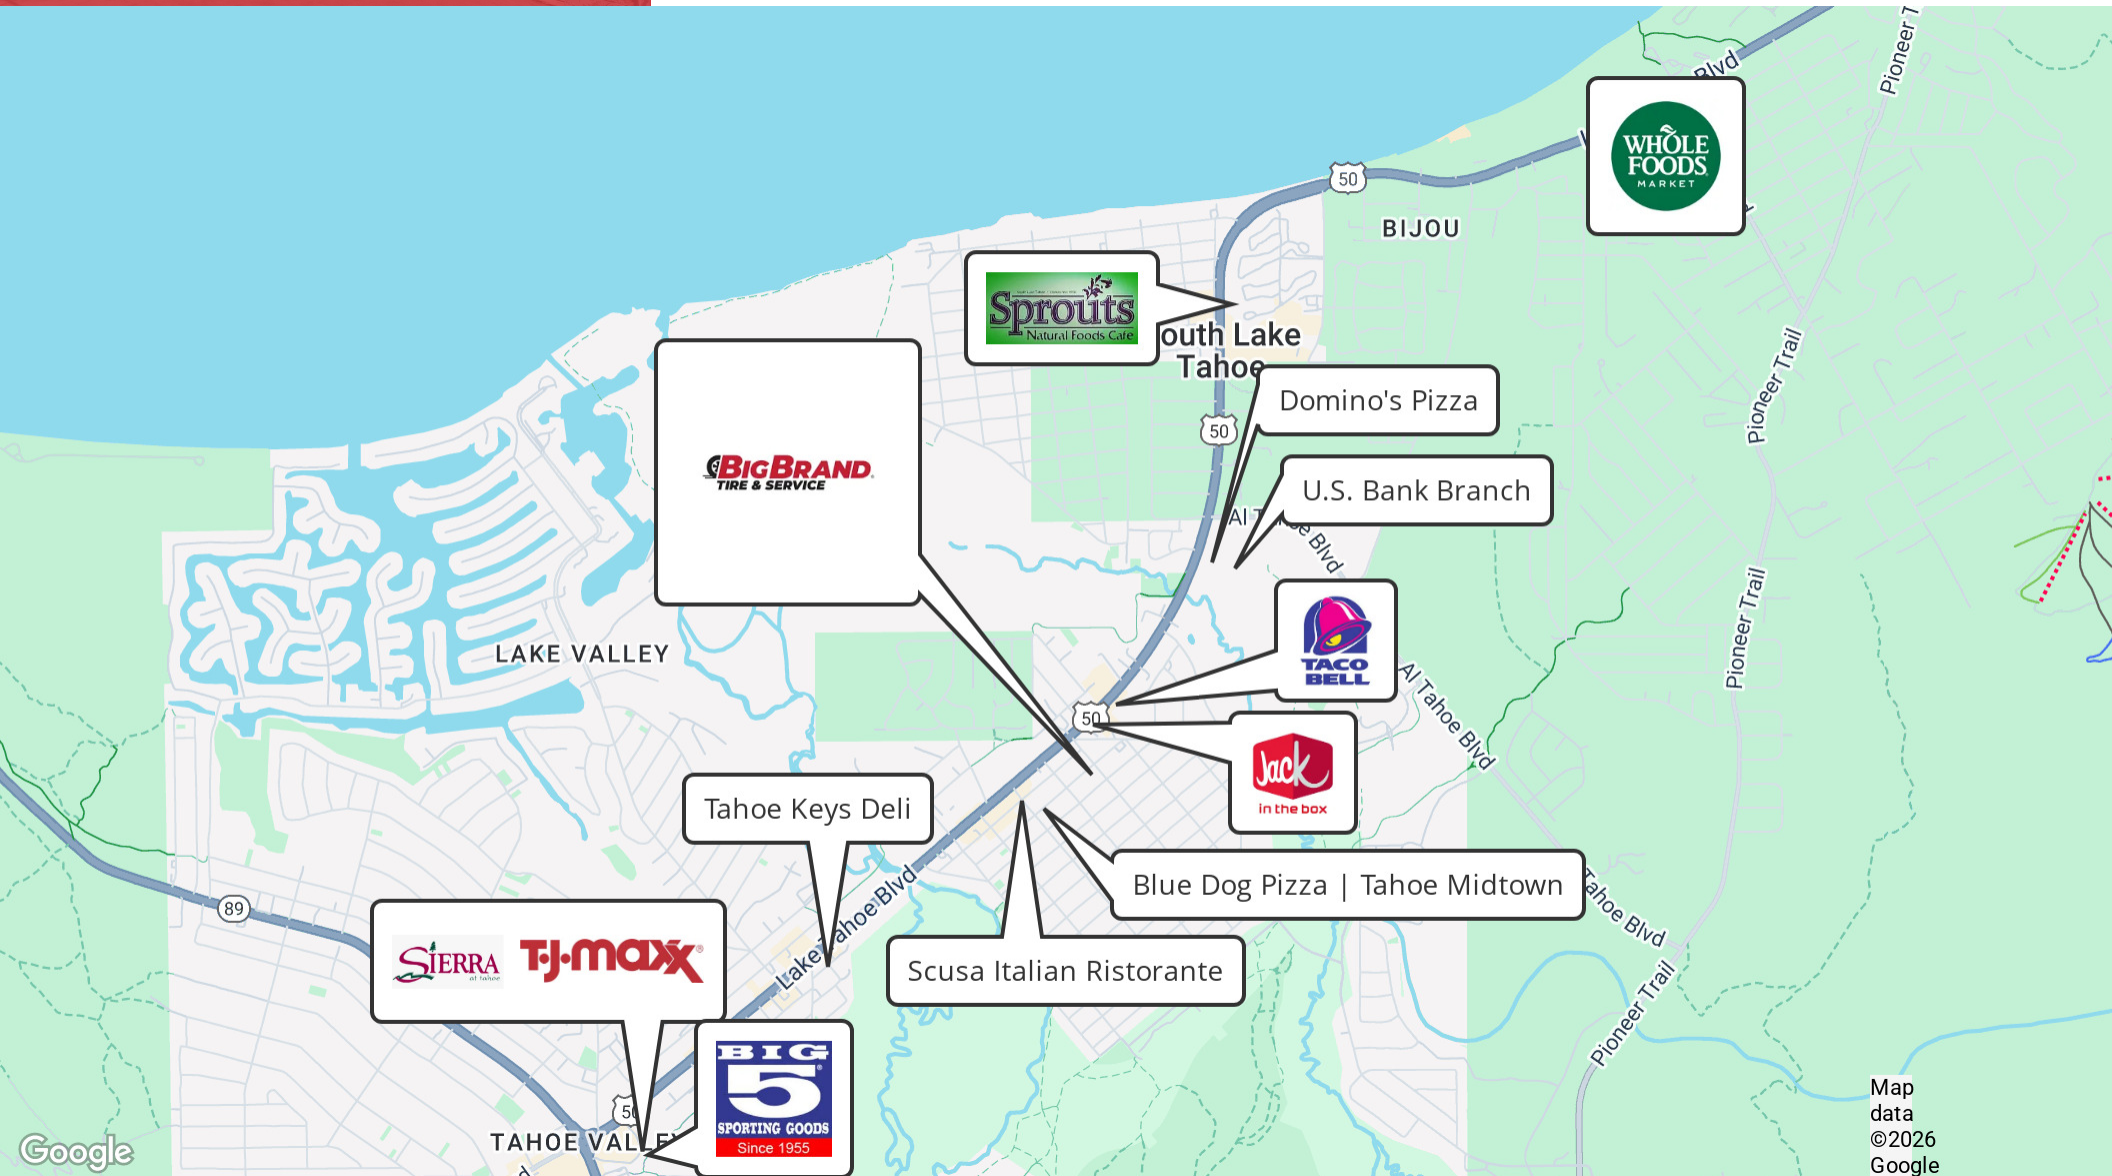 Blvd
Pioneer T
WHOLE
FOODS
MARKET
50
BIJOU
Sprouts
Natural Foods Cafe
outh Lake
Tahoe
Pioneer Trail
Domino's Pizza
50
BIGBRAND
TIRE & SERVICE
U.S. Bank Branch
Al T
e Blvd
LAKE VALLEY
TACO
BELL
Pioneer Trail
Al Tahoe Blvd
50
Jack
in the box
Tahoe Keys Deli
Blue Dog Pizza | Tahoe Midtown
Tahoe Blvd
89
Lake Tahoe Blvd
SIERRA
at tahoe
T.J.maxx
Scusa Italian Ristorante
Pioneer Trail
BIG
5
SPORTING GOODS
Since 1955
50
TAHOE VALLEY
Google
Map
data
©2026
Google